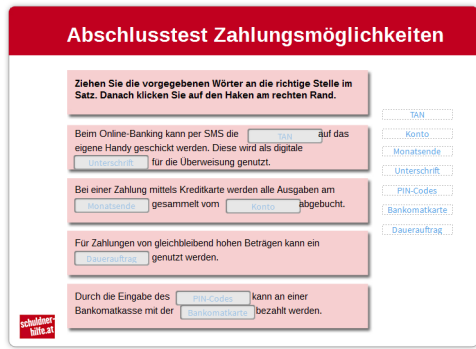 Abschlusstest Zahlungsmöglichkeiten
Ziehen Sie die vorgegebenen Wörter an die richtige Stelle im
Satz. Danach klicken Sie auf den Haken am rechten Rand.
Beim Online-Banking kann per SMS die TAN auf das
eigene Handy geschickt werden. Diese wird als digitale
Unterschrift für die Überweisung genutzt.
Bei einer Zahlung mittels Kreditkarte werden alle Ausgaben am
Monatsende gesammelt vom Konto abgebucht.
Für Zahlungen von gleichbleibend hohen Beträgen kann ein
Dauerauftrag genutzt werden.
Durch die Eingabe des PIN-Codes kann an einer
Bankomatkasse mit der Bankomatkarte bezahlt werden.
TAN
Konto
Monatsende
Unterschrift
PIN-Codes
Bankomatkarte
Dauerauftrag
schuldner-
hilfe.at